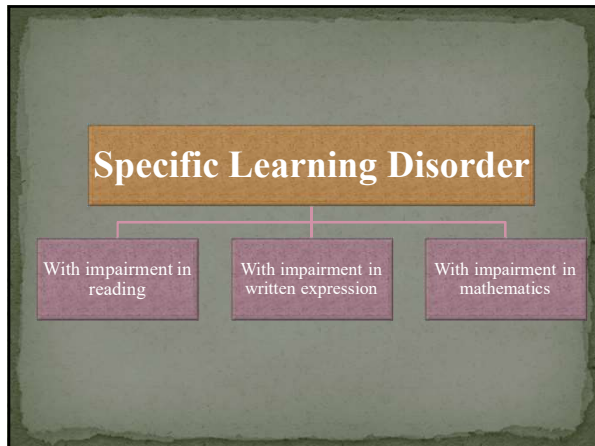 Specific Learning Disorder
With impairment in
reading
With impairment in
written expression
With impairment in
mathematics